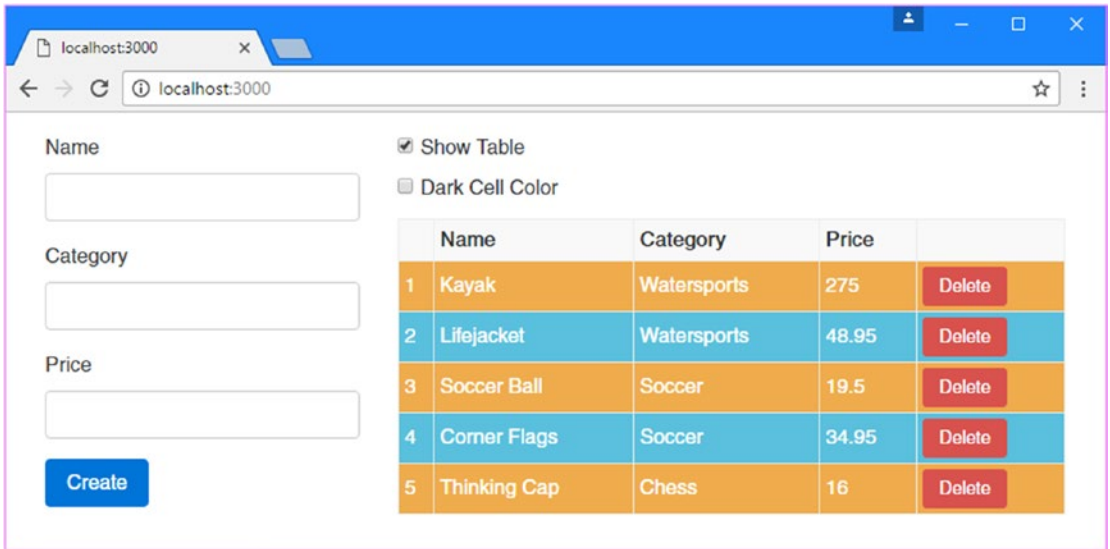 localhost:3000
localhost:3000
Name
Category
Price
Create
Show Table
Dark Cell Color
Name Category Price
1 Kayak Watersports 275 Delete
2 Lifejacket Watersports 48.95 Delete
3 Soccer Ball Soccer 19.5 Delete
4 Corner Flags Soccer 34.95 Delete
5 Thinking Cap Chess 16 Delete